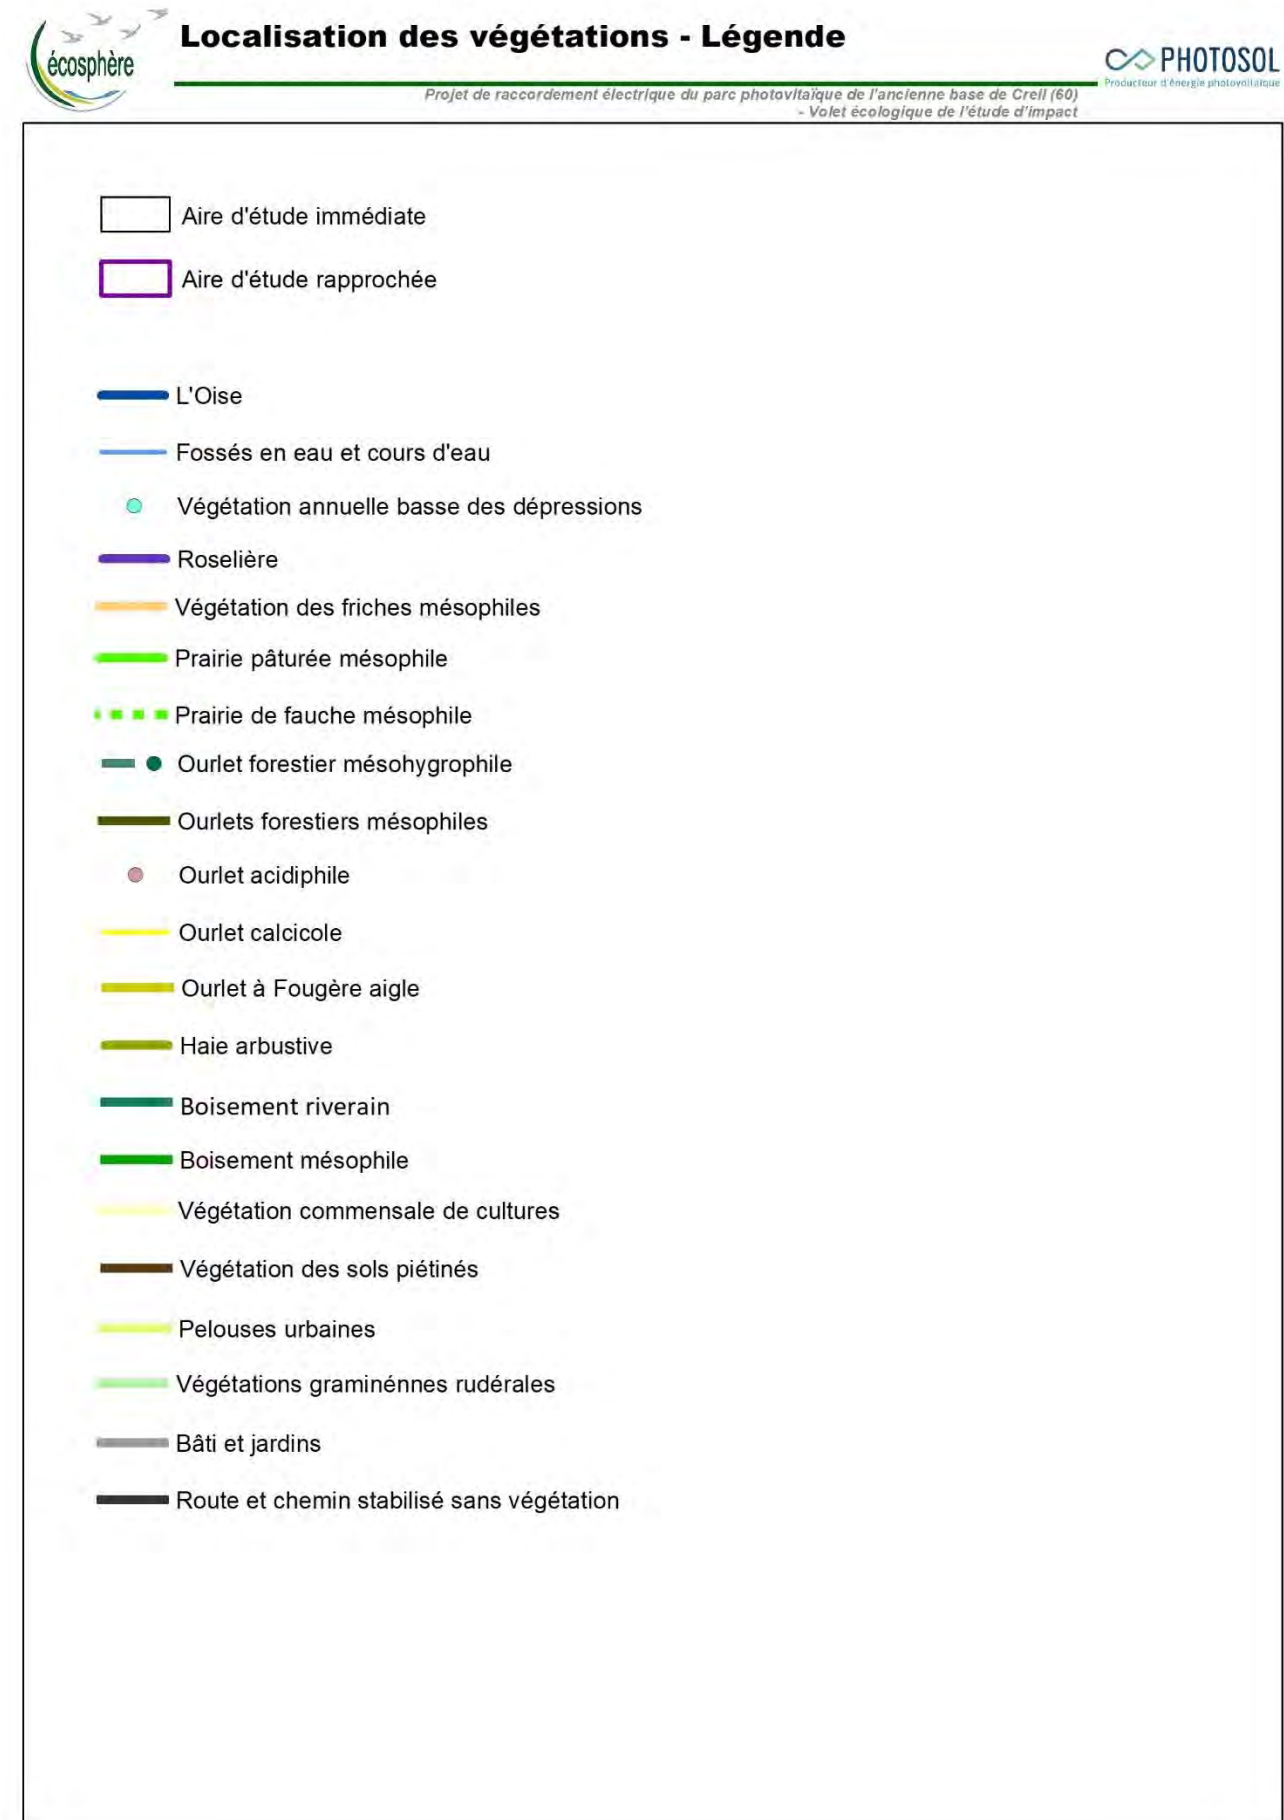 écosphère
Localisation des végétations - Légende
PHOTOSOL
Producteur d'énergie photovoltaïque
Projet de raccordement électrique du parc photovltaïque de l'ancienne base de Creil (60)
- Volet écologique de l'étude d'impact
Aire d'étude immédiate
Aire d'étude rapprochée
L'Oise
Fossés en eau et cours d'eau
Végétation annuelle basse des dépressions
Roselière
Végétation des friches mésophiles
Prairie pâturée mésophile
Prairie de fauche mésophile
Ourlet forestier mésohygrophile
Ourlets forestiers mésophiles
Ourlet acidiphile
Ourlet calcicole
Ourlet à Fougère aigle
Haie arbustive
Boisement riverain
Boisement mésophile
Végétation commensale de cultures
Végétation des sols piétinés
Pelouses urbaines
Végétations graminénnes rudérales
Bâti et jardins
Route et chemin stabilisé sans végétation